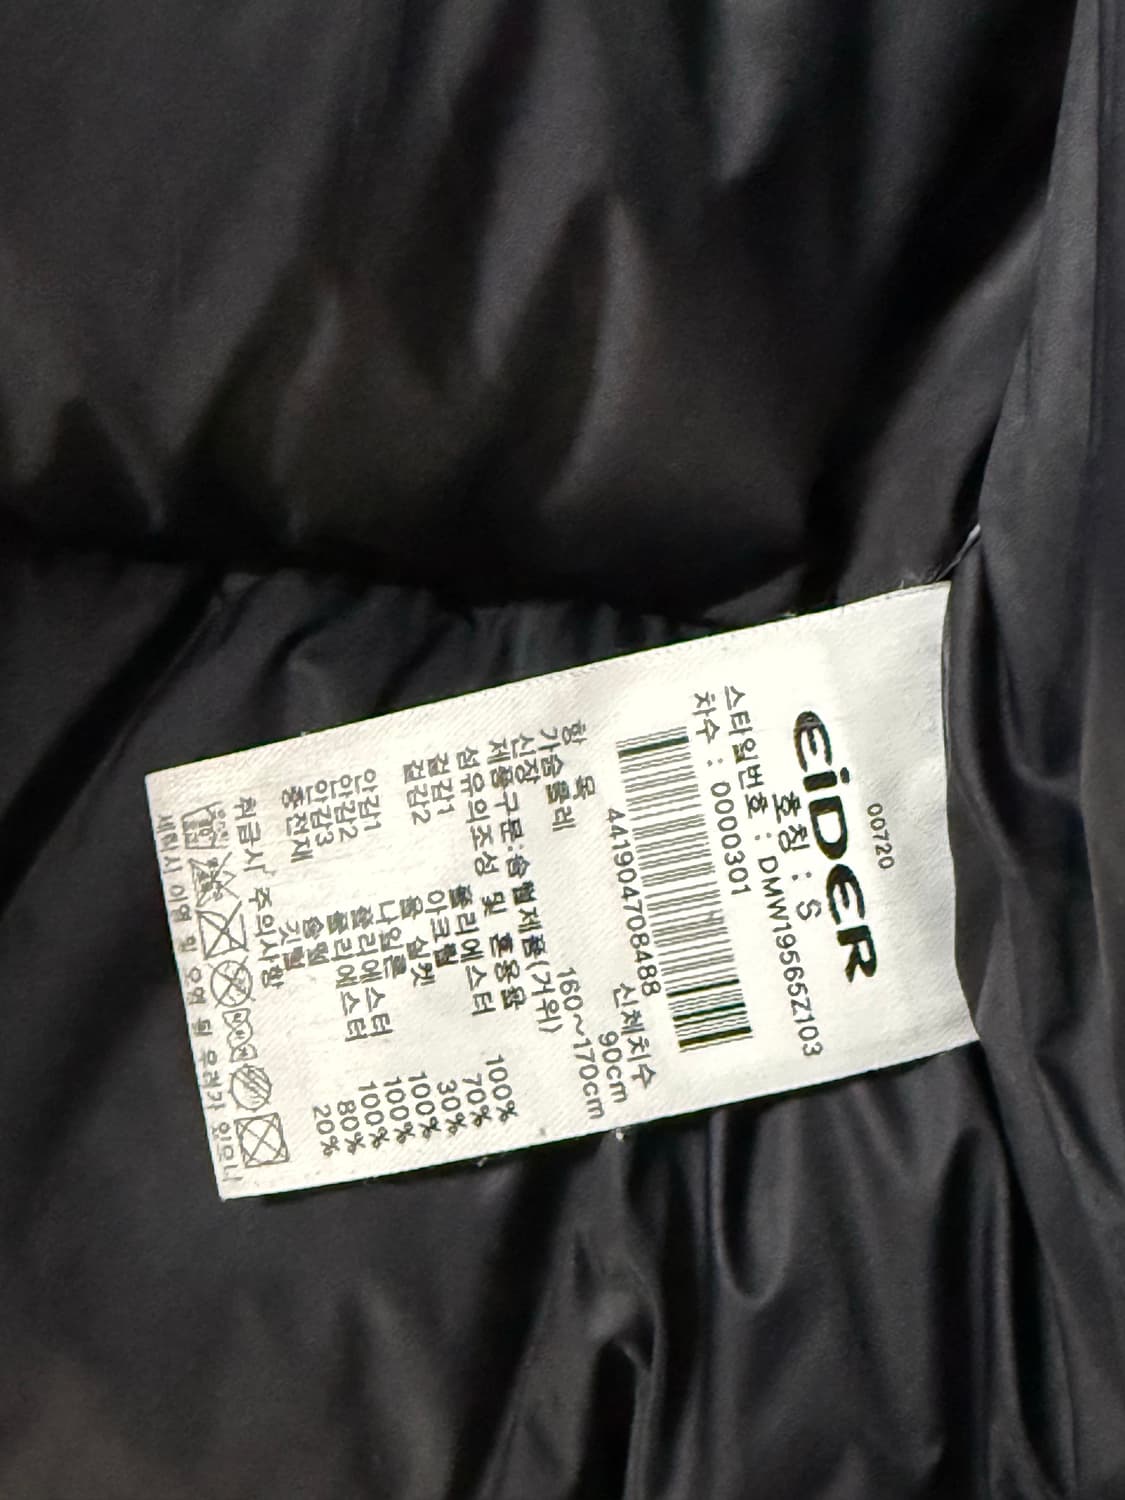 00720
EiDER
호칭 : S
스타일번호 : DMW19565Z103
치수 : 0000301
4419047084​88
항 목 신체치수
가슴둘레 90cm
신장 160~170cm
제품구분:솜털제품(거위)
섬유의조성 및 혼용율
겉감1 폴리에스터 100%
겉감2 아크릴 70%
울 실켓 30%
안감1 나일론 100%
안감2 폴리에스터 100%
안감3 폴리에스터 100%
충전재 솜털 80%
깃털 20%
취급시 주의사항